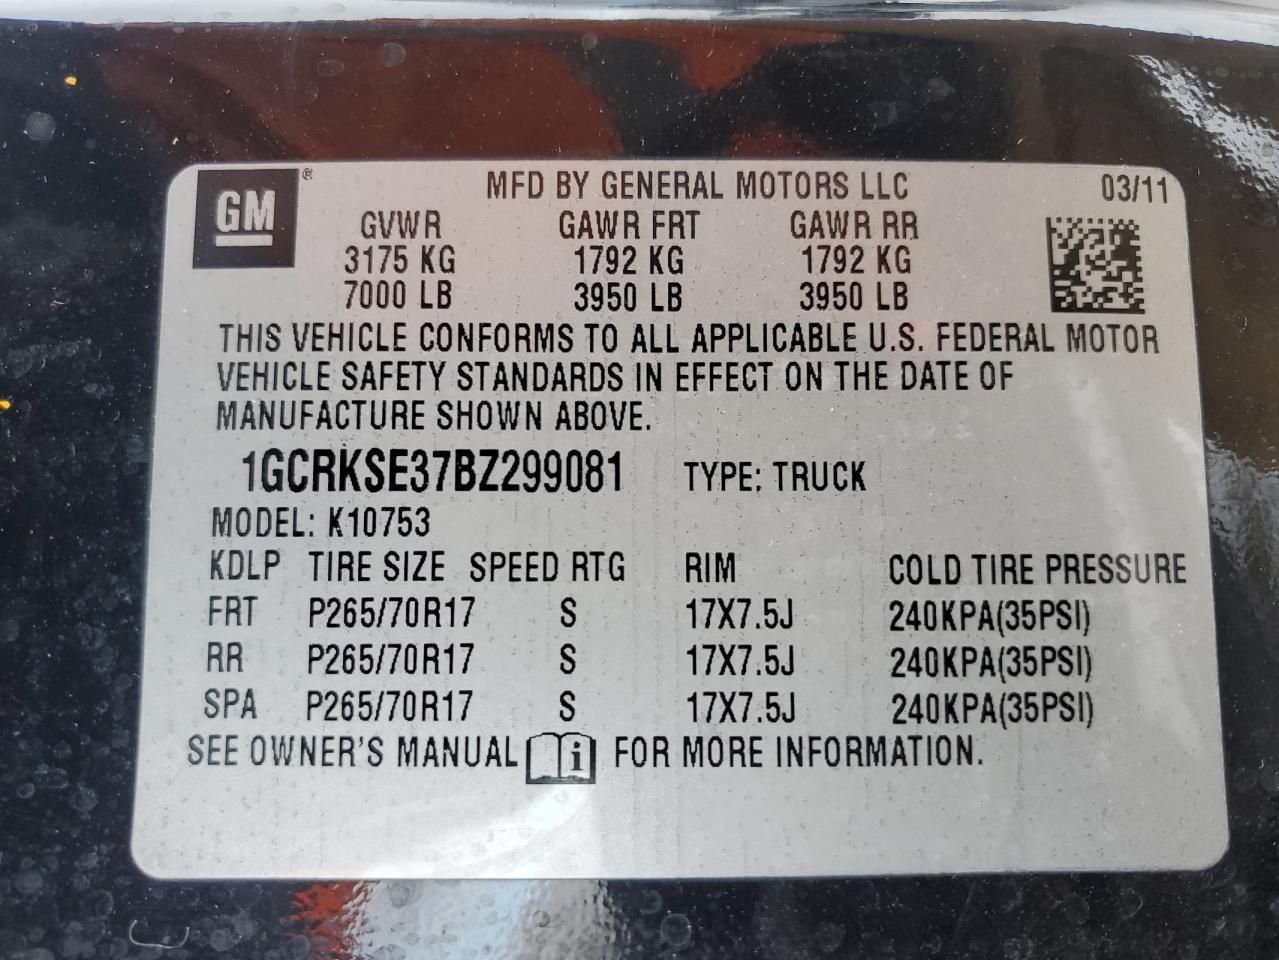 GM ® MFD BY GENERAL MOTORS LLC 03/11
GVWR GAWR FRT GAWR RR
3175 KG 1792 KG 1792 KG
7000 LB 3950 LB 3950 LB
THIS VEHICLE CONFORMS TO ALL APPLICABLE U.S. FEDERAL MOTOR
VEHICLE SAFETY STANDARDS IN EFFECT ON THE DATE OF
MANUFACTURE SHOWN ABOVE.
1GCRKSE37BZ299081 TYPE: TRUCK
MODEL: K10753
KDLP TIRE SIZE SPEED RTG RIM COLD TIRE PRESSURE
FRT P265/70R17 S 17X7.5J 240KPA(35PSI)
RR P265/70R17 S 17X7.5J 240KPA(35PSI)
SPA P265/70R17 S 17X7.5J 240KPA(35PSI)
SEE OWNER'S MANUAL i FOR MORE INFORMATION.